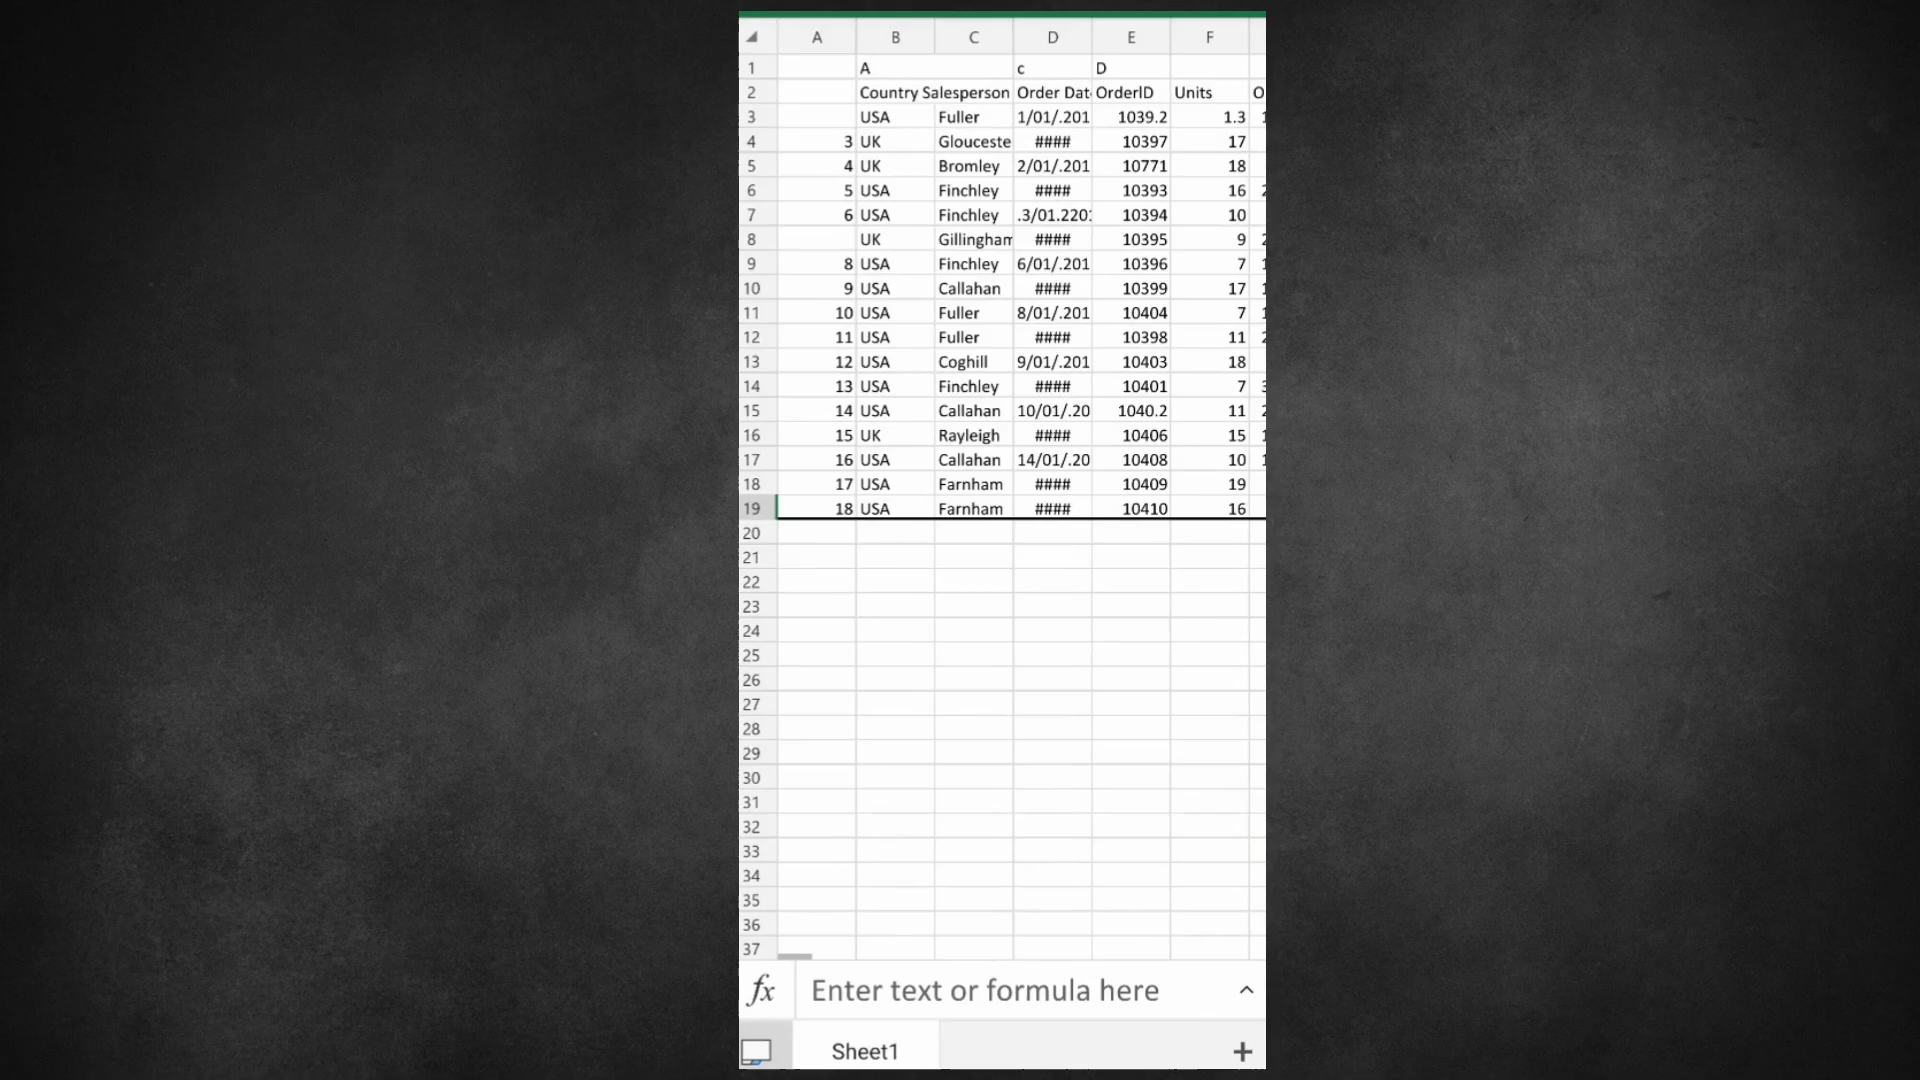 A B C D E F
1 A c D
2 Country Salesperson Order Dat OrderID Units O
3 USA Fuller 1/01/.201 1039.2 1.3
4 3 UK Glouceste #### 10397 17
5 4 UK Bromley 2/01/.201 10771 18
6 5 USA Finchley #### 10393 16 2
7 6 USA Finchley .3/01.220: 10394 10
8 UK Gillingham #### 10395 9 2
9 8 USA Finchley 6/01/.201 10396 7
10 9 USA Callahan #### 10399 17
11 10 USA Fuller 8/01/.201 10404 7
12 11 USA Fuller #### 10398 11 2
13 12 USA Coghill 9/01/.201 10403 18
14 13 USA Finchley #### 10401 7 3
15 14 USA Callahan 10/01/.20 1040.2 11 2
16 15 UK Rayleigh #### 10406 15
17 16 USA Callahan 14/01/.20 10408 10
18 17 USA Farnham #### 10409 19
19 18 USA Farnham #### 10410 16
20
21
22
23
24
25
26
27
28
29
30
31
32
33
34
35
36
37
fx Enter text or formula here
Sheet1 +